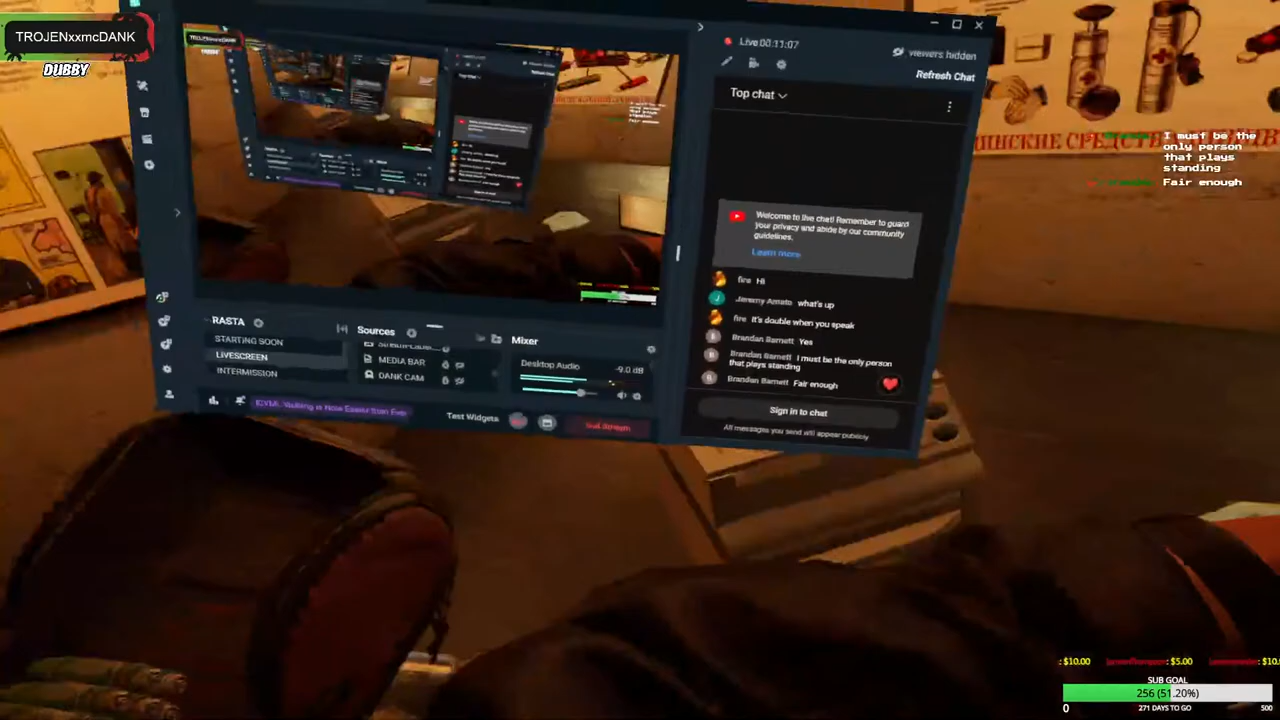 TROJENxxmcDANK
DUBBY
Live 00:11:07
viewers hidden
Refresh Chat
Top chat
Welcome to live chat! Remember to guard
your privacy and abide by our community
guidelines.
Learn more
fire Hi
Jeremy Amato what's up
fire It's double when you speak
Brandan Barnett Yes
Brandan Barnett I must be the only person
that plays standing
Brandan Barnett Fair enough
Sign in to chat
All messages you send will appear publicly
RASTA
STARTING SOON
LIVESCREEN
INTERMISSION
Sources
MEDIA BAR
DANK CAM
Mixer
Desktop Audio
-9.0 dB
Test Widgets
End Stream
I must be the
only person
that plays
standing
Fair enough
: $10.00
: $5.00
: $10.
SUB GOAL
256 (51.20%)
0
271 DAYS TO GO
500